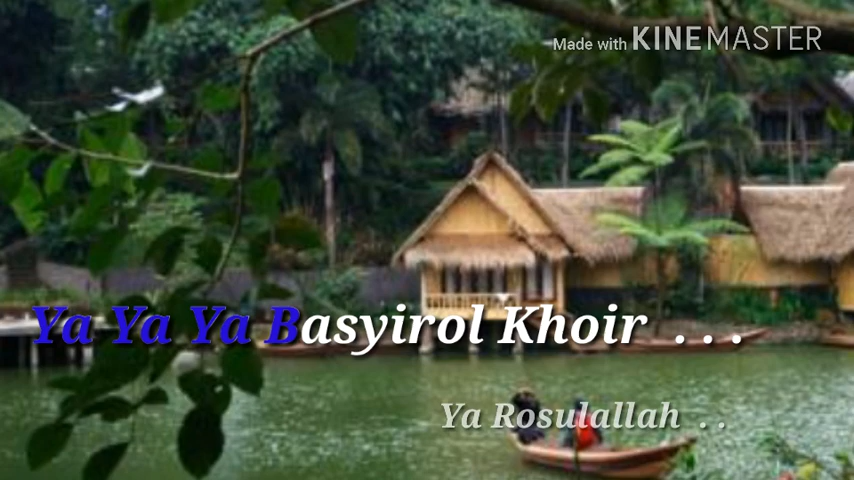 Made with KINEMASTER
Ya Ya Ya Basyirol Khoir . . .
Ya Rosulallah . .